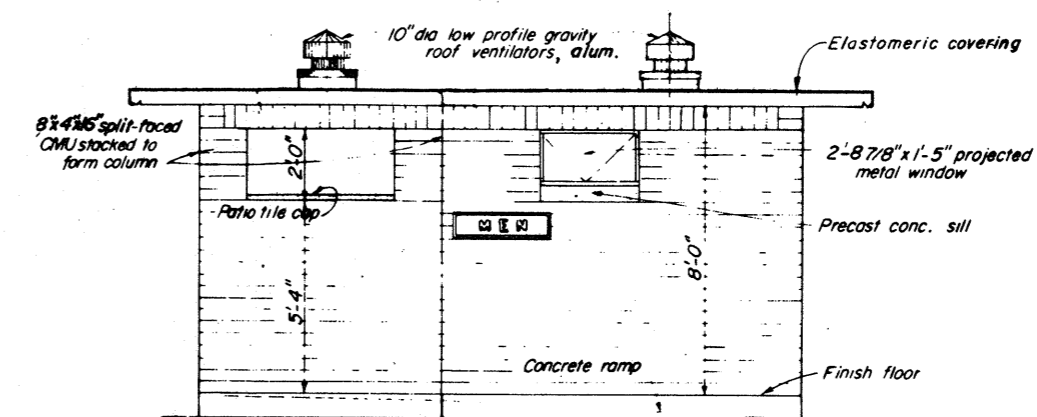 10" dia low profile gravity
roof ventilators, alum.
Elastomeric covering
8"x4"x16" split-faced
CMU stacked to
form column
2'-0"
2'-8 7/8" x 1'-5" projected
metal window
Patio tile cap
Precast conc. sill
MEN
8'-0"
5'-4"
Concrete ramp
Finish floor